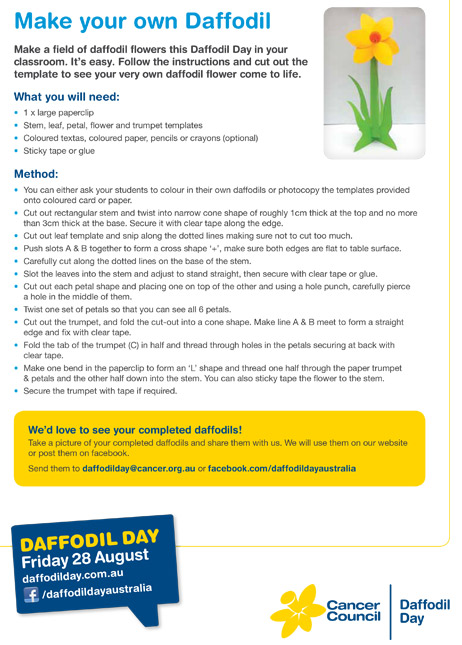 Make your own Daffodil
Make a field of daffodil flowers this Daffodil Day in your
classroom. It's easy. Follow the instructions and cut out the
template to see your very own daffodil flower come to life.
What you will need:
• 1 x large paperclip
• Stem, leaf, petal, flower and trumpet templates
• Coloured textas, coloured paper, pencils or crayons (optional)
• Sticky tape or glue
Method:
• You can either ask your students to colour in their own daffodils or photocopy the templates provided
onto coloured card or paper.
• Cut out rectangular stem and twist into narrow cone shape of roughly 1cm thick at the top and no more
than 3cm thick at the base. Secure it with clear tape along the edge.
• Cut out leaf template and snip along the dotted lines making sure not to cut too much.
• Push slots A & B together to form a cross shape '+', make sure both edges are flat to table surface.
• Carefully cut along the dotted lines on the base of the stem.
• Slot the leaves into the stem and adjust to stand straight, then secure with clear tape or glue.
• Cut out each petal shape and placing one on top of the other and using a hole punch, carefully pierce
a hole in the middle of them.
• Twist one set of petals so that you can see all 6 petals.
• Cut out the trumpet, and fold the cut-out into a cone shape. Make line A & B meet to form a straight
edge and fix with clear tape.
• Fold the tab of the trumpet (C) in half and thread through holes in the petals securing at back with
clear tape.
• Make one bend in the paperclip to form an 'L' shape and thread one half through the paper trumpet
& petals and the other half down into the stem. You can also sticky tape the flower to the stem.
• Secure the trumpet with tape if required.
We'd love to see your completed daffodils!
Take a picture of your completed daffodils and share them with us. We will use them on our website
or post them on facebook.
Send them to daffodilday@cancer.org.au or facebook.com/daffodildayaustralia
DAFFODIL DAY
Friday 28 August
daffodilday.com.au
f /daffodildayaustralia
Cancer
Council
Daffodil
Day